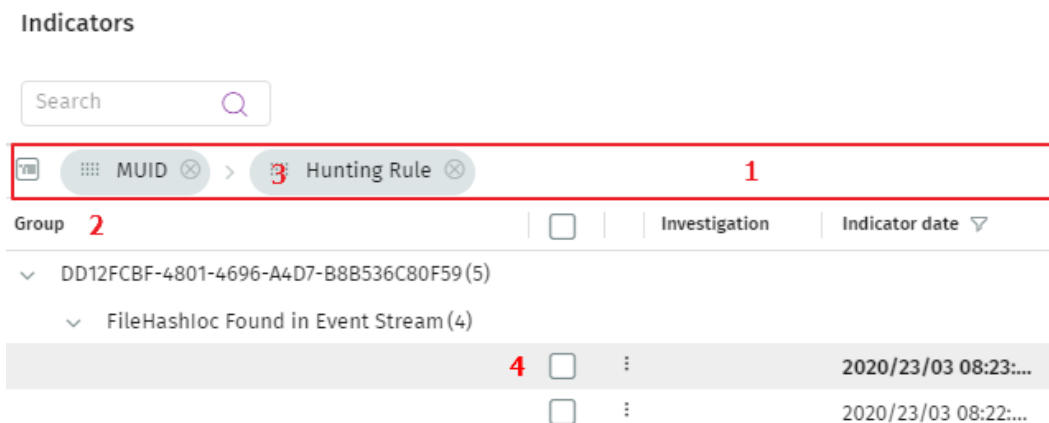 Indicators
Search
MUID > 3 Hunting Rule 1
Group 2 Investigation Indicator date
DD12FCBF-4801-4696-A4D7-B8B536C80F59(5)
FileHashIoc Found in Event Stream(4)
4 2020/23/03 08:23:...
2020/23/03 08:22:...